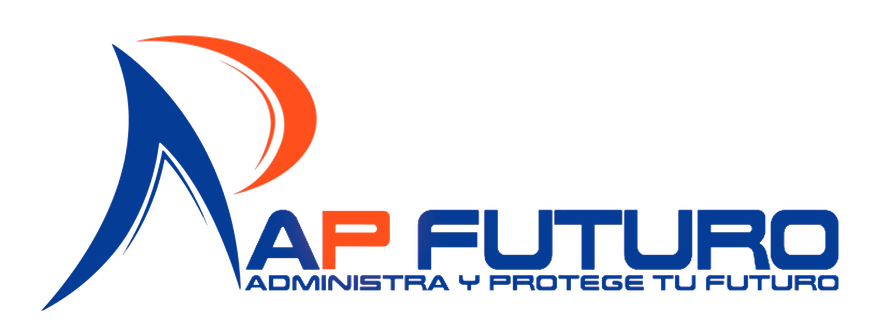 AP FUTURO
ADMINISTRA Y PROTEGE TU FUTURO